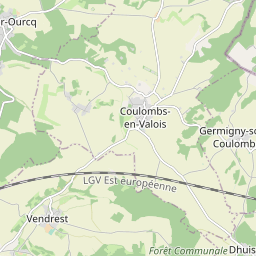 r-Ourcq
Coulombs-
en-Valois
Germigny-so
Coulomb
LGV Est européenne
Vendrest
Dhuis
Forêt Communale